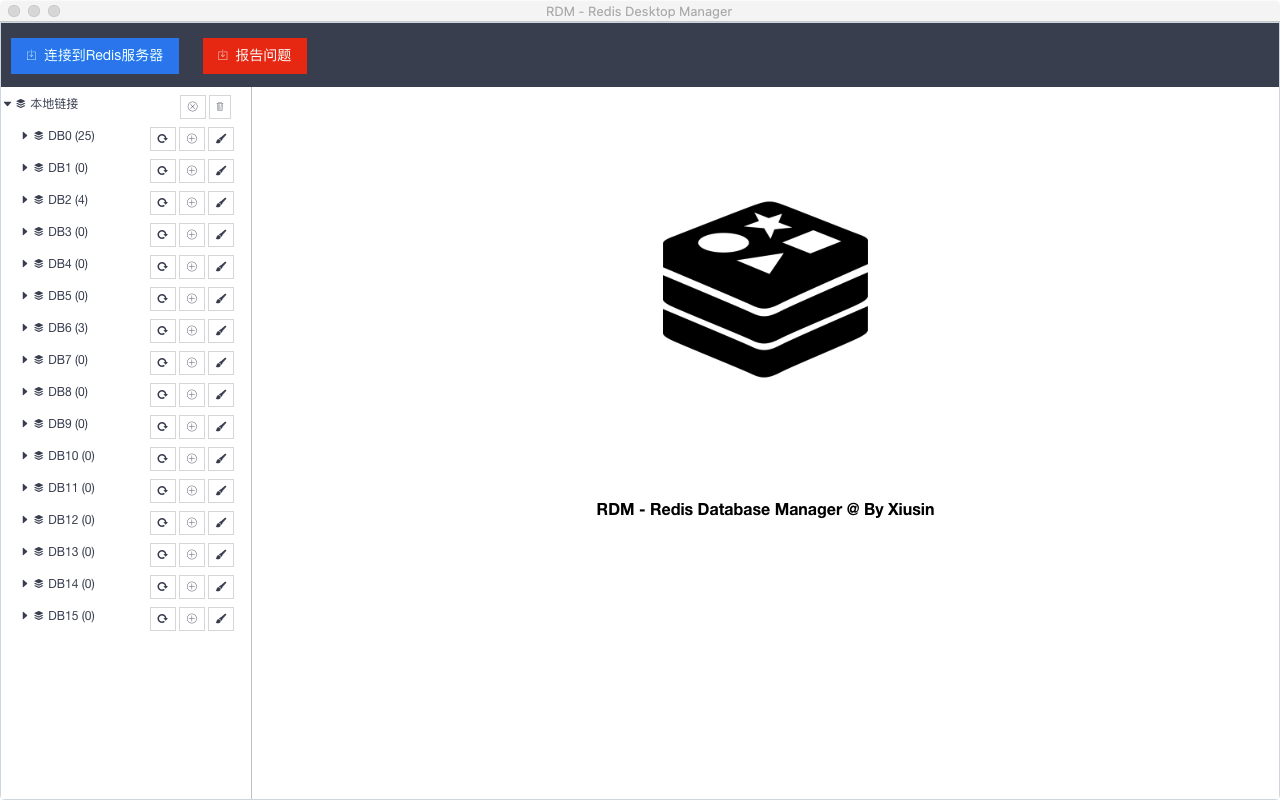 RDM - Redis Desktop Manager
连接到Redis服务器
报告问题
本地链接
DB0 (25)
DB1 (0)
DB2 (4)
DB3 (0)
DB4 (0)
DB5 (0)
DB6 (3)
DB7 (0)
DB8 (0)
DB9 (0)
DB10 (0)
DB11 (0)
DB12 (0)
DB13 (0)
DB14 (0)
DB15 (0)
RDM - Redis Database Manager @ By Xiusin